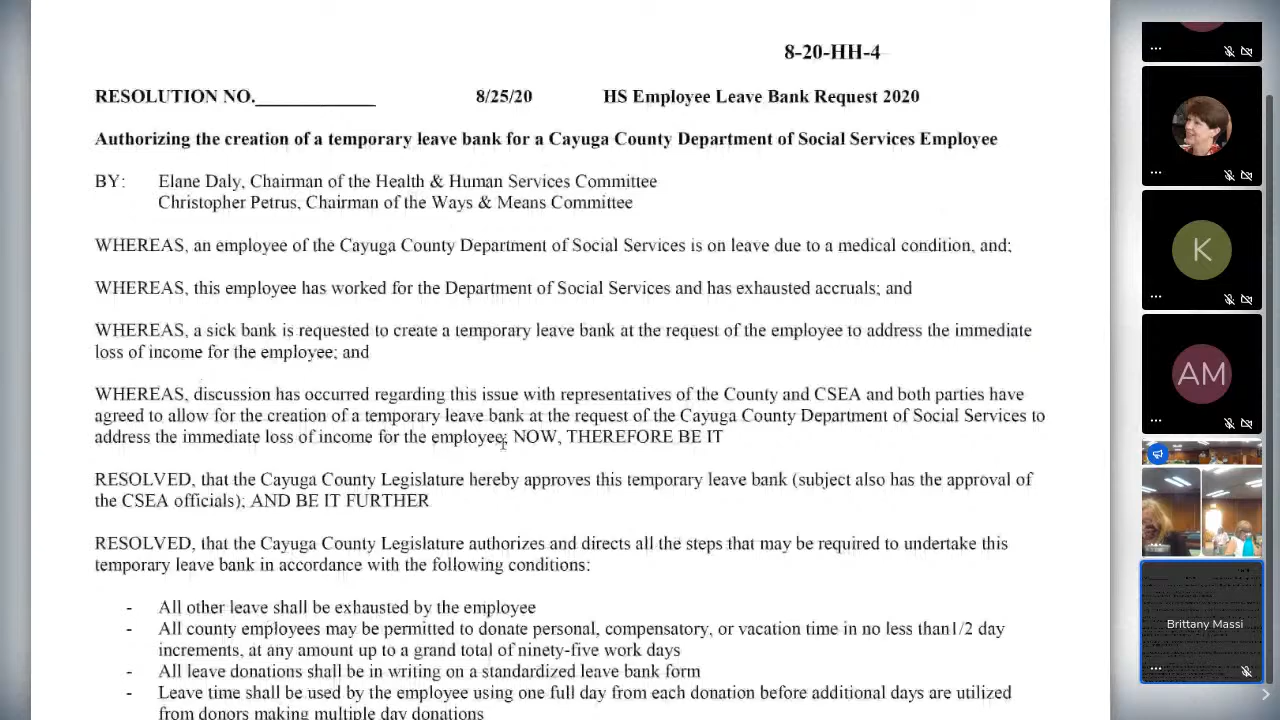 8-20-HH-4
RESOLUTION NO.____________ 8/25/20 HS Employee Leave Bank Request 2020
Authorizing the creation of a temporary leave bank for a Cayuga County Department of Social Services Employee
BY: Elane Daly, Chairman of the Health & Human Services Committee
Christopher Petrus, Chairman of the Ways & Means Committee
WHEREAS, an employee of the Cayuga County Department of Social Services is on leave due to a medical condition, and;
WHEREAS, this employee has worked for the Department of Social Services and has exhausted accruals; and
WHEREAS, a sick bank is requested to create a temporary leave bank at the request of the employee to address the immediate
loss of income for the employee; and
WHEREAS, discussion has occurred regarding this issue with representatives of the County and CSEA and both parties have
agreed to allow for the creation of a temporary leave bank at the request of the Cayuga County Department of Social Services to
address the immediate loss of income for the employee; NOW, THEREFORE BE IT
RESOLVED, that the Cayuga County Legislature hereby approves this temporary leave bank (subject also has the approval of
the CSEA officials); AND BE IT FURTHER
RESOLVED, that the Cayuga County Legislature authorizes and directs all the steps that may be required to undertake this
temporary leave bank in accordance with the following conditions:
- All other leave shall be exhausted by the employee
- All county employees may be permitted to donate personal, compensatory, or vacation time in no less than1/2 day
increments, at any amount up to a grand total of ninety-five work days
- All leave donations shall be in writing on a standardized leave bank form
- Leave time shall be used by the employee using one full day from each donation before additional days are utilized
from donors making multiple day donations
K
AM
Brittany Massi